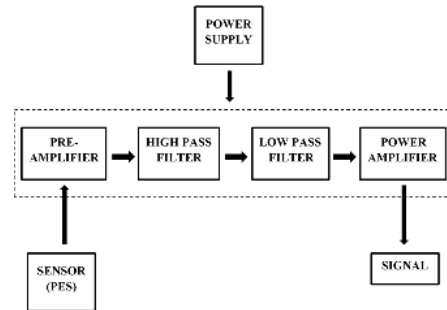 POWER
SUPPLY
PRE-
AMPLIFIER
HIGH PASS
FILTER
LOW PASS
FILTER
POWER
AMPLIFIER
SENSOR
(PES)
SIGNAL